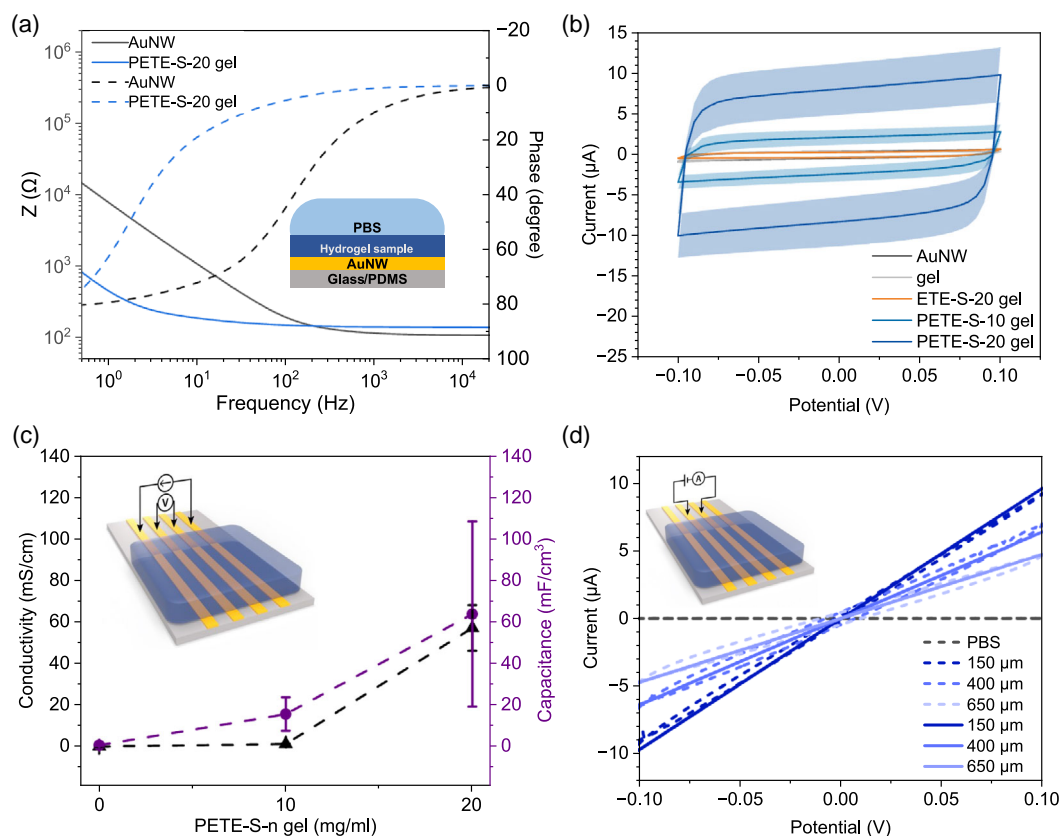 (a)
AuNW
PETE-S-20 gel
AuNW
PETE-S-20 gel
10⁶
10⁵
10⁴
10³
10²
Z (Ω)
−20
0
20
40
60
80
100
Phase (degree)
PBS
Hydrogel sample
AuNW
Glass/PDMS
10⁰ 10¹ 10² 10³ 10⁴
Frequency (Hz)
(b)
15
10
5
0
−5
−10
−15
−20
−25
Current (µA)
AuNW
gel
ETE-S-20 gel
PETE-S-10 gel
PETE-S-20 gel
−0.10 −0.05 0.00 0.05 0.10
Potential (V)
(c)
140
120
100
80
60
40
20
0
Conductivity (mS/cm)
V
140
120
100
80
60
40
20
0
Capacitance (mF/cm³)
0 10 20
PETE-S-n gel (mg/ml)
(d)
10
5
0
−5
−10
Current (µA)
A
PBS
150 µm
400 µm
650 µm
150 µm
400 µm
650 µm
−0.10 −0.05 0.00 0.05 0.10
Potential (V)